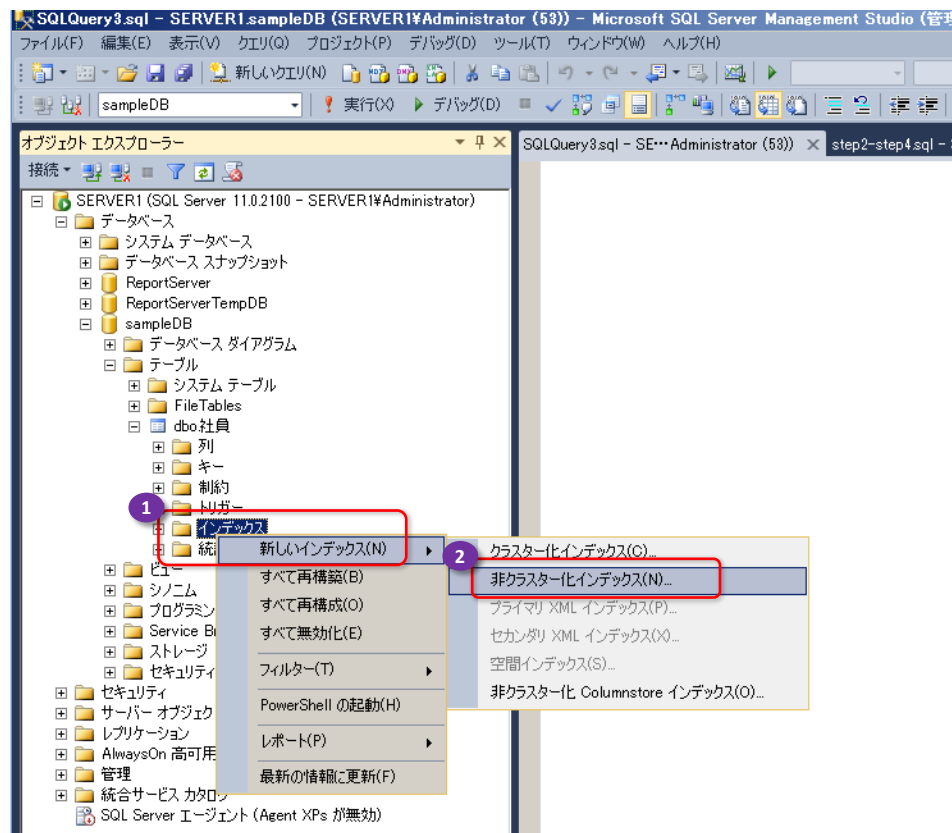 SQLQuery3.sql - SERVER1.sampleDB (SERVER1¥Administrator (53)) - Microsoft SQL Server Management Studio (管理
ファイル(F) 編集(E) 表示(V) クエリ(Q) プロジェクト(P) デバッグ(D) ツール(T) ウィンドウ(W) ヘルプ(H)
新しいクエリ(N)
sampleDB 実行(X) デバッグ(D)
オブジェクト エクスプローラー
SQLQuery3.sql - SE…Administrator (53)) step2-step4.sql -
接続
SERVER1 (SQL Server 11.0.2100 - SERVER1¥Administrator)
データベース
システム データベース
データベース スナップショット
ReportServer
ReportServerTempDB
sampleDB
データベース ダイアグラム
テーブル
システム テーブル
FileTables
dbo.社員
列
キー
制約
1
トリガー
インデックス
統
ビュー
シノニム
プログラミン
Service Br
ストレージ
セキュリティ
セキュリティ
サーバー オブジェク
レプリケーション
AlwaysOn 高可用
管理
統合サービス カタログ
SQL Server エージェント (Agent XPs が無効)
新しいインデックス(N)
すべて再構築(B)
すべて再構成(O)
すべて無効化(E)
フィルター(T)
PowerShell の起動(H)
レポート(P)
最新の情報に更新(F)
2
クラスター化インデックス(C)...
非クラスター化インデックス(N)...
プライマリ XML インデックス(P)...
セカンダリ XML インデックス(X)...
空間インデックス(S)...
非クラスター化 Columnstore インデックス(O)...